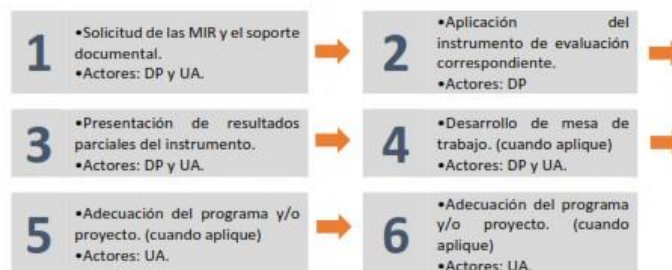 1
•Solicitud de las MIR y el soporte
documental.
•Actores: DP y UA.
2
•Aplicación del
instrumento de evaluación
correspondiente.
•Actores: DP
3
•Presentación de resultados
parciales del instrumento.
•Actores: DP y UA.
4
•Desarrollo de mesa de
trabajo. (cuando aplique)
•Actores: DP y UA.
5
•Adecuación del programa y/o
proyecto. (cuando aplique)
•Actores: UA.
6
•Adecuación del programa
y/o proyecto. (cuando
aplique)
•Actores: UA.